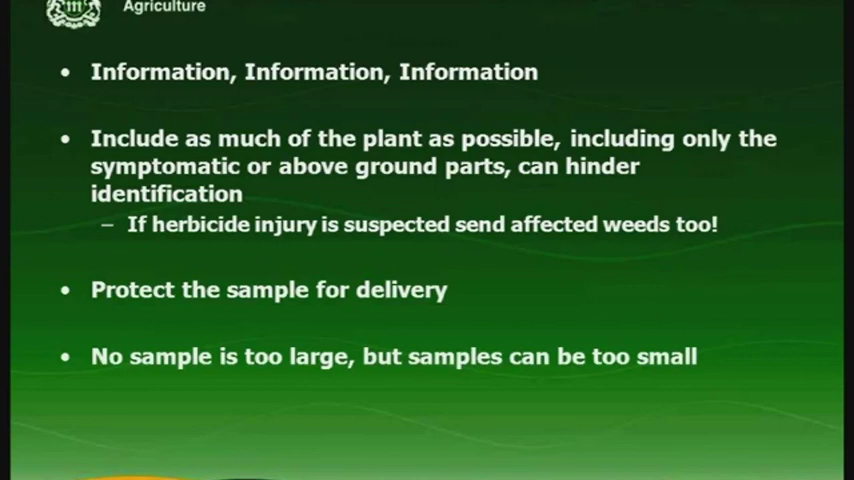 Agriculture
• Information, Information, Information
• Include as much of the plant as possible, including only the
symptomatic or above ground parts, can hinder
identification
– If herbicide injury is suspected send affected weeds too!
• Protect the sample for delivery
• No sample is too large, but samples can be too small